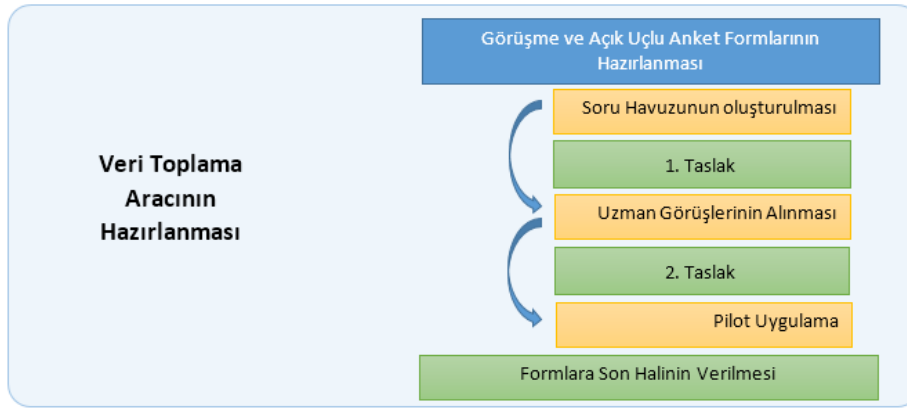 Görüşme ve Açık Uçlu Anket Formlarının
Hazırlanması
Soru Havuzunun oluşturulması
Veri Toplama
Aracının
Hazırlanması
1. Taslak
Uzman Görüşlerinin Alınması
2. Taslak
Pilot Uygulama
Formlara Son Halinin Verilmesi